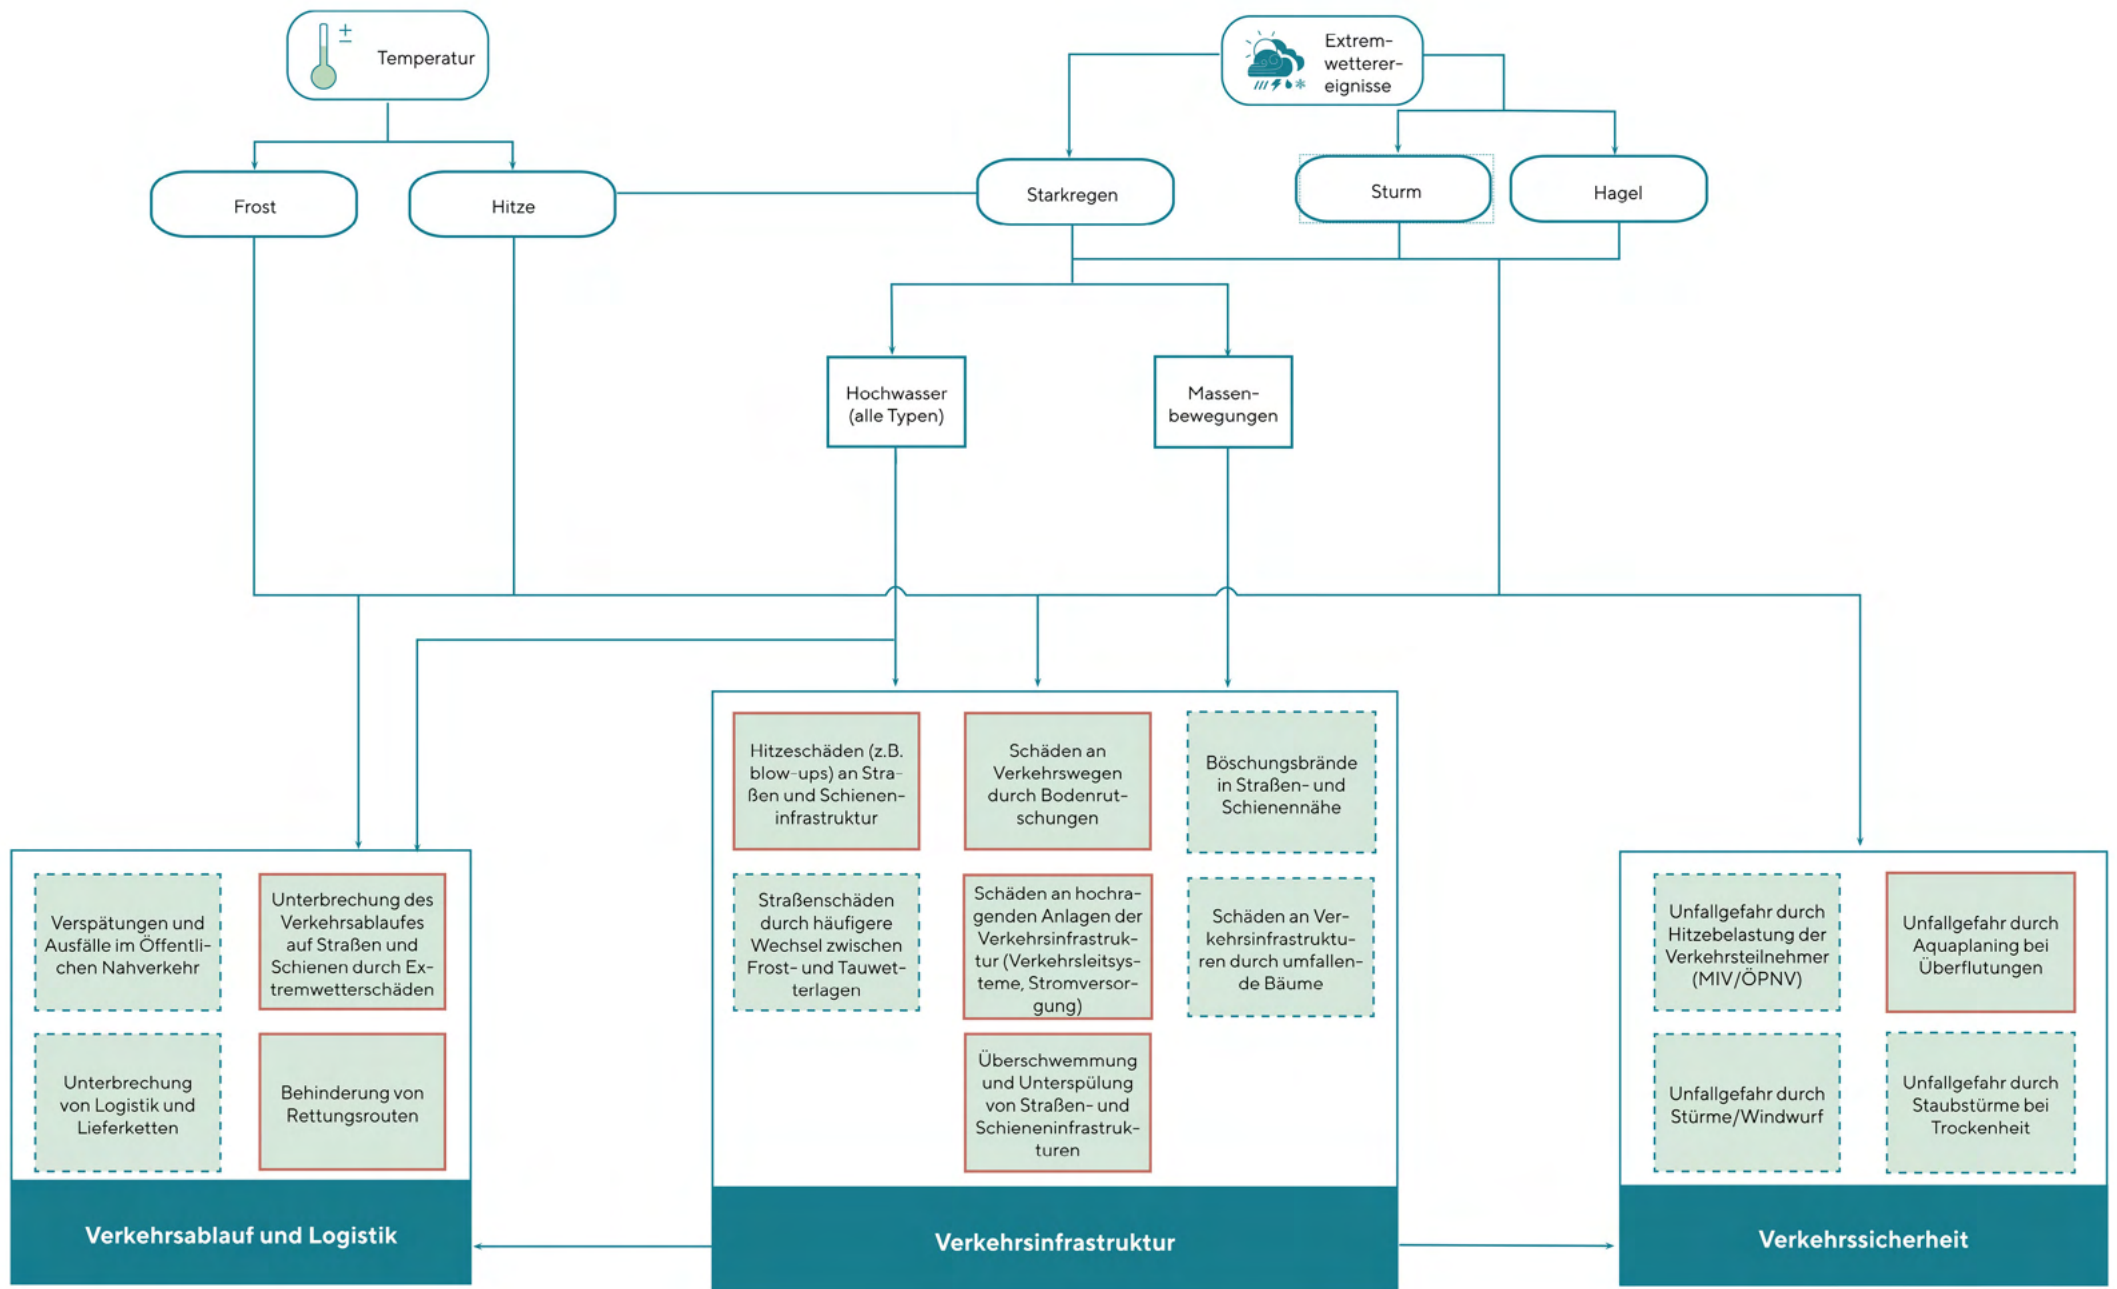 Temperatur
Extrem-
wetterer-
eignisse
Frost
Hitze
Starkregen
Sturm
Hagel
Hochwasser
(alle Typen)
Massen-
bewegungen
Verspätungen und
Ausfälle im Öffentli-
chen Nahverkehr
Unterbrechung des
Verkehrsablaufes
auf Straßen und
Schienen durch Ex-
tremwetterschäden
Unterbrechung
von Logistik und
Lieferketten
Behinderung von
Rettungsrouten
Verkehrsablauf und Logistik
Hitzeschäden (z.B.
blow-ups) an Stra-
ßen und Schienen-
infrastruktur
Schäden an
Verkehrswegen
durch Bodenrut-
schungen
Böschungsbrände
in Straßen- und
Schienennähe
Straßenschäden
durch häufigere
Wechsel zwischen
Frost- und Tauwet-
terlagen
Schäden an hochra-
genden Anlagen der
Verkehrsinfrastruk-
tur (Verkehrsleitsys-
teme, Stromversor-
gung)
Schäden an Ver-
kehrsinfrastruktu-
ren durch umfallen-
de Bäume
Überschwemmung
und Unterspülung
von Straßen- und
Schieneninfrastruk-
turen
Verkehrsinfrastruktur
Unfallgefahr durch
Hitzebelastung der
Verkehrsteilnehmer
(MIV/ÖPNV)
Unfallgefahr durch
Aquaplaning bei
Überflutungen
Unfallgefahr durch
Stürme/Windwurf
Unfallgefahr durch
Staubstürme bei
Trockenheit
Verkehrssicherheit